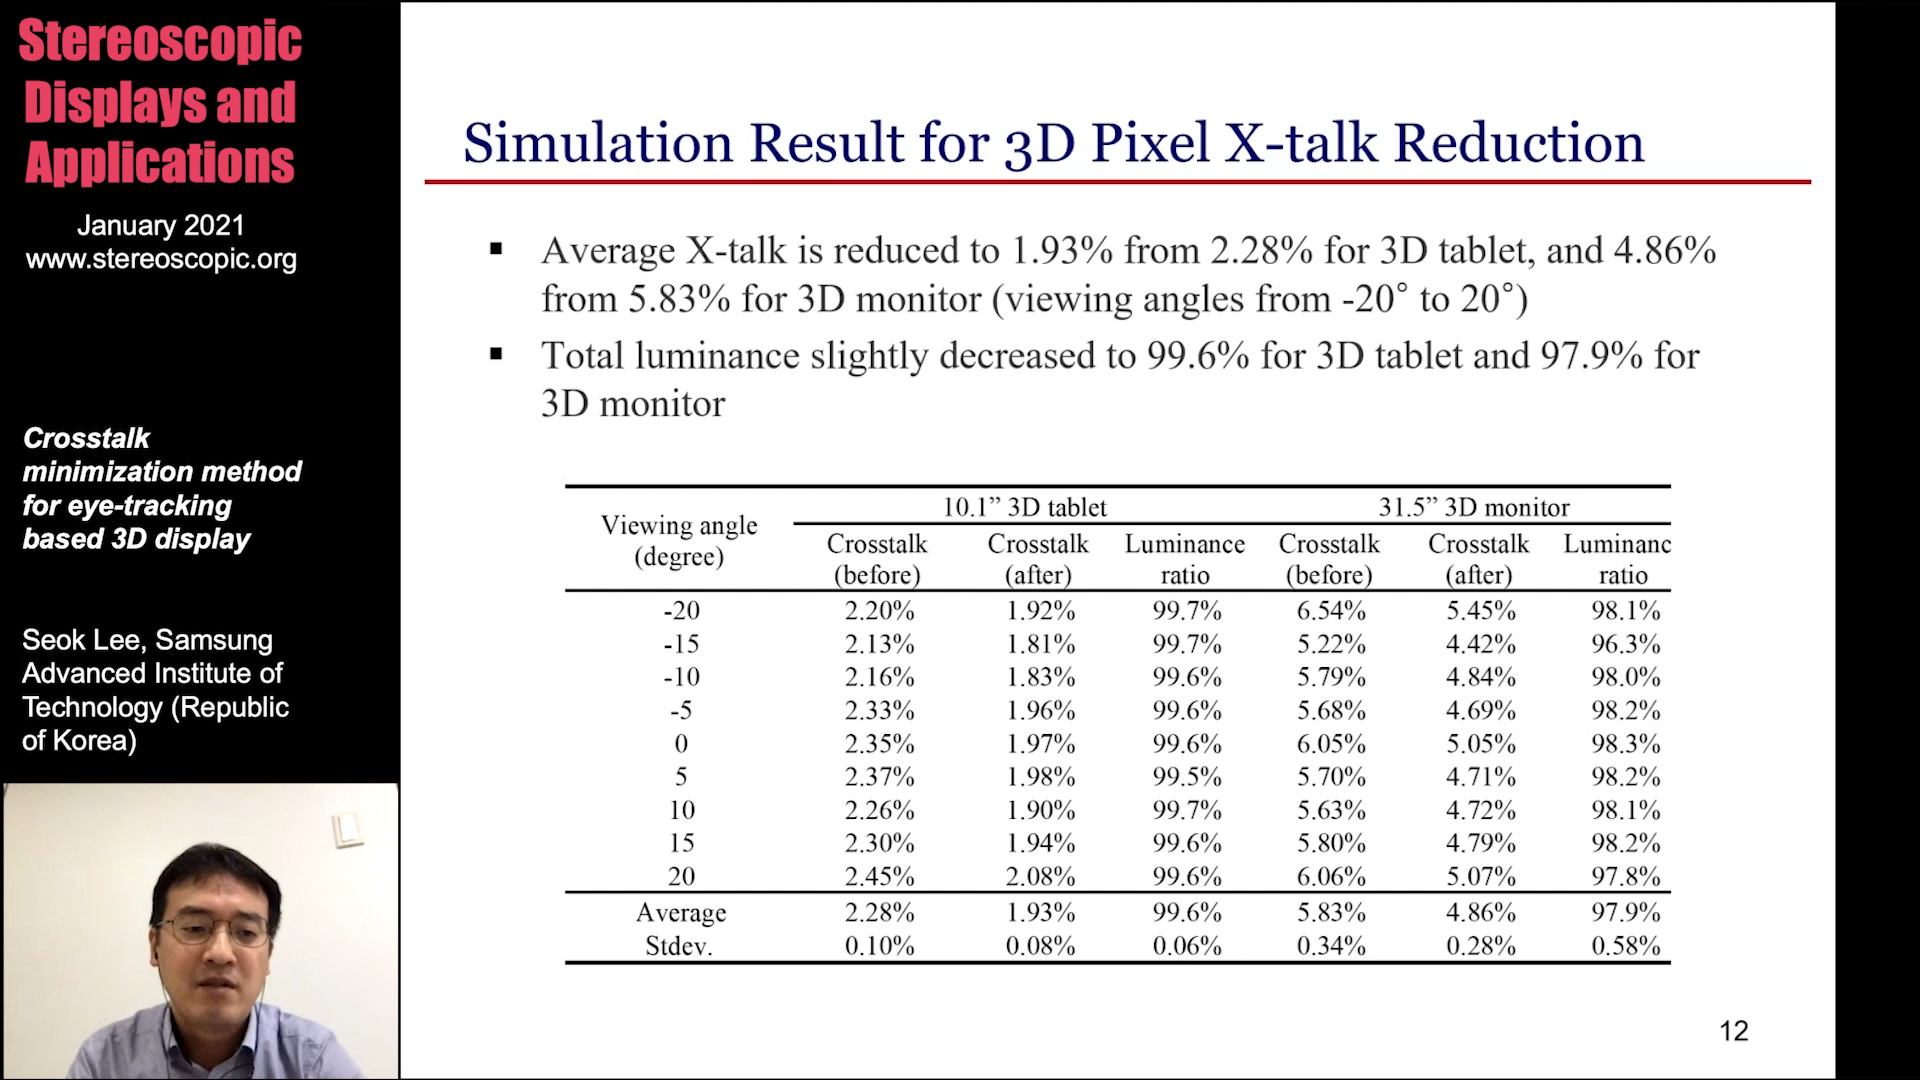 Stereoscopic
Displays and
Applications
January 2021
www.stereoscopic.org
Crosstalk
minimization method
for eye-tracking
based 3D display
Seok Lee, Samsung
Advanced Institute of
Technology (Republic
of Korea)
Simulation Result for 3D Pixel X-talk Reduction
▪ Average X-talk is reduced to 1.93% from 2.28% for 3D tablet, and 4.86%
from 5.83% for 3D monitor (viewing angles from -20° to 20°)
▪ Total luminance slightly decreased to 99.6% for 3D tablet and 97.9% for
3D monitor
Viewing angle (degree) 10.1” 3D tablet 31.5” 3D monitor
Crosstalk (before) Crosstalk (after) Luminance ratio Crosstalk (before) Crosstalk (after) Luminanc ratio
-20 2.20% 1.92% 99.7% 6.54% 5.45% 98.1%
-15 2.13% 1.81% 99.7% 5.22% 4.42% 96.3%
-10 2.16% 1.83% 99.6% 5.79% 4.84% 98.0%
-5 2.33% 1.96% 99.6% 5.68% 4.69% 98.2%
0 2.35% 1.97% 99.6% 6.05% 5.05% 98.3%
5 2.37% 1.98% 99.5% 5.70% 4.71% 98.2%
10 2.26% 1.90% 99.7% 5.63% 4.72% 98.1%
15 2.30% 1.94% 99.6% 5.80% 4.79% 98.2%
20 2.45% 2.08% 99.6% 6.06% 5.07% 97.8%
Average 2.28% 1.93% 99.6% 5.83% 4.86% 97.9%
Stdev. 0.10% 0.08% 0.06% 0.34% 0.28% 0.58%
12